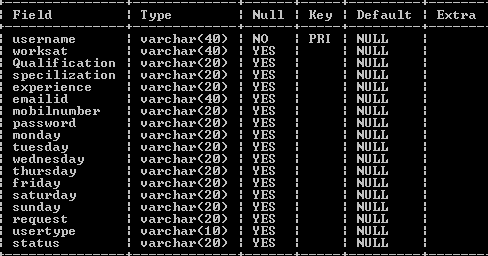 Field | Type | Null | Key | Default | Extra
username | varchar(40) | NO | PRI | NULL |
worksat | varchar(40) | YES | | NULL |
Qualification | varchar(20) | YES | | NULL |
specilization | varchar(20) | YES | | NULL |
experience | varchar(20) | YES | | NULL |
emailid | varchar(40) | YES | | NULL |
mobilnumber | varchar(20) | YES | | NULL |
password | varchar(20) | YES | | NULL |
monday | varchar(20) | YES | | NULL |
tuesday | varchar(20) | YES | | NULL |
wednesday | varchar(20) | YES | | NULL |
thursday | varchar(20) | YES | | NULL |
friday | varchar(20) | YES | | NULL |
saturday | varchar(20) | YES | | NULL |
sunday | varchar(20) | YES | | NULL |
request | varchar(20) | YES | | NULL |
usertype | varchar(10) | YES | | NULL |
status | varchar(20) | YES | | NULL |